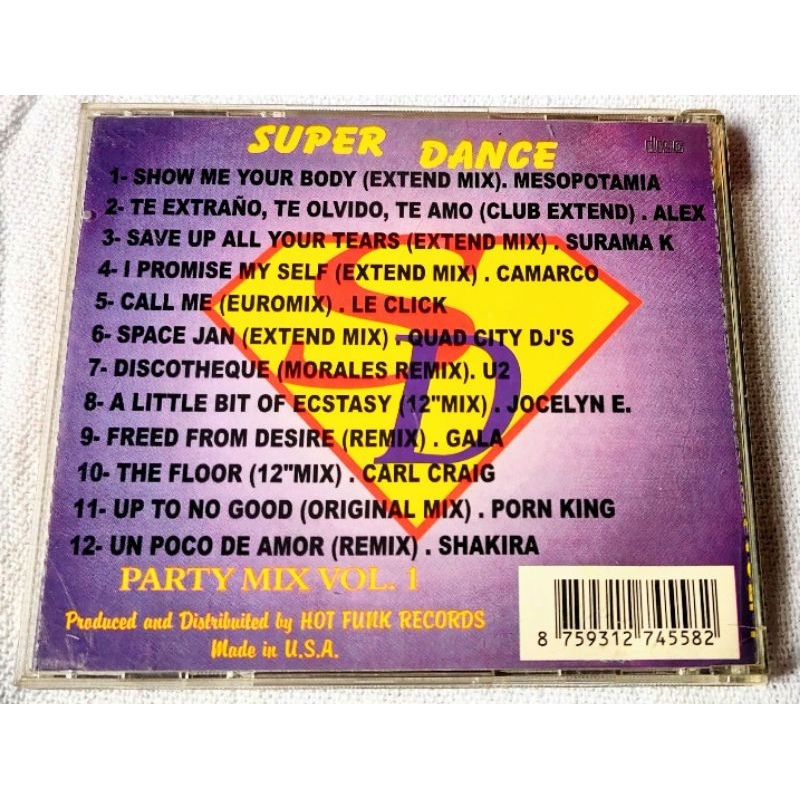 SUPER DANCE
disc
1- SHOW ME YOUR BODY (EXTEND MIX). MESOPOTAMIA
2- TE EXTRAÑO, TE OLVIDO, TE AMO (CLUB EXTEND) . ALEX
3- SAVE UP ALL YOUR TEARS (EXTEND MIX) . SURAMA K
4- I PROMISE MY SELF (EXTEND MIX) . CAMARCO
5- CALL ME (EUROMIX) . LE CLICK
6- SPACE JAN (EXTEND MIX) . QUAD CITY DJ'S
7- DISCOTHEQUE (MORALES REMIX). U2
8- A LITTLE BIT OF ECSTASY (12"MIX) . JOCELYN E.
9- FREED FROM DESIRE (REMIX) . GALA
10- THE FLOOR (12"MIX) . CARL CRAIG
11- UP TO NO GOOD (ORIGINAL MIX) . PORN KING
12- UN POCO DE AMOR (REMIX) . SHAKIRA
SD
PARTY MIX VOL. 1
Produced and Distribuited by HOT FUNK RECORDS
Made in U.S.A.
8 759312 745582